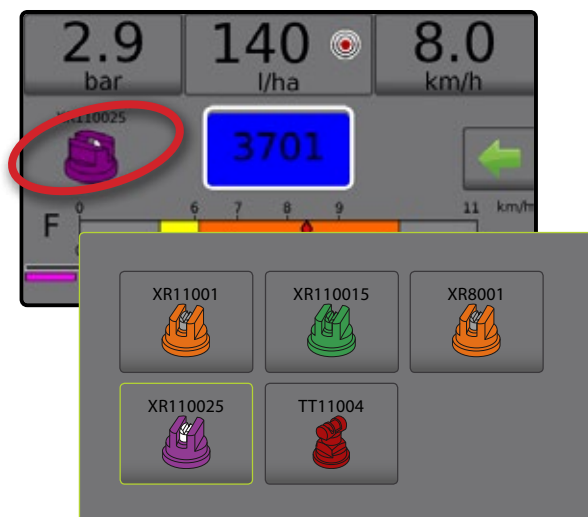 2.9
bar
140
l/ha
8.0
km/h
XR110025
3701
0 6 7 8 9 11 km/h
F
XR11001
XR110015
XR8001
XR110025
TT11004